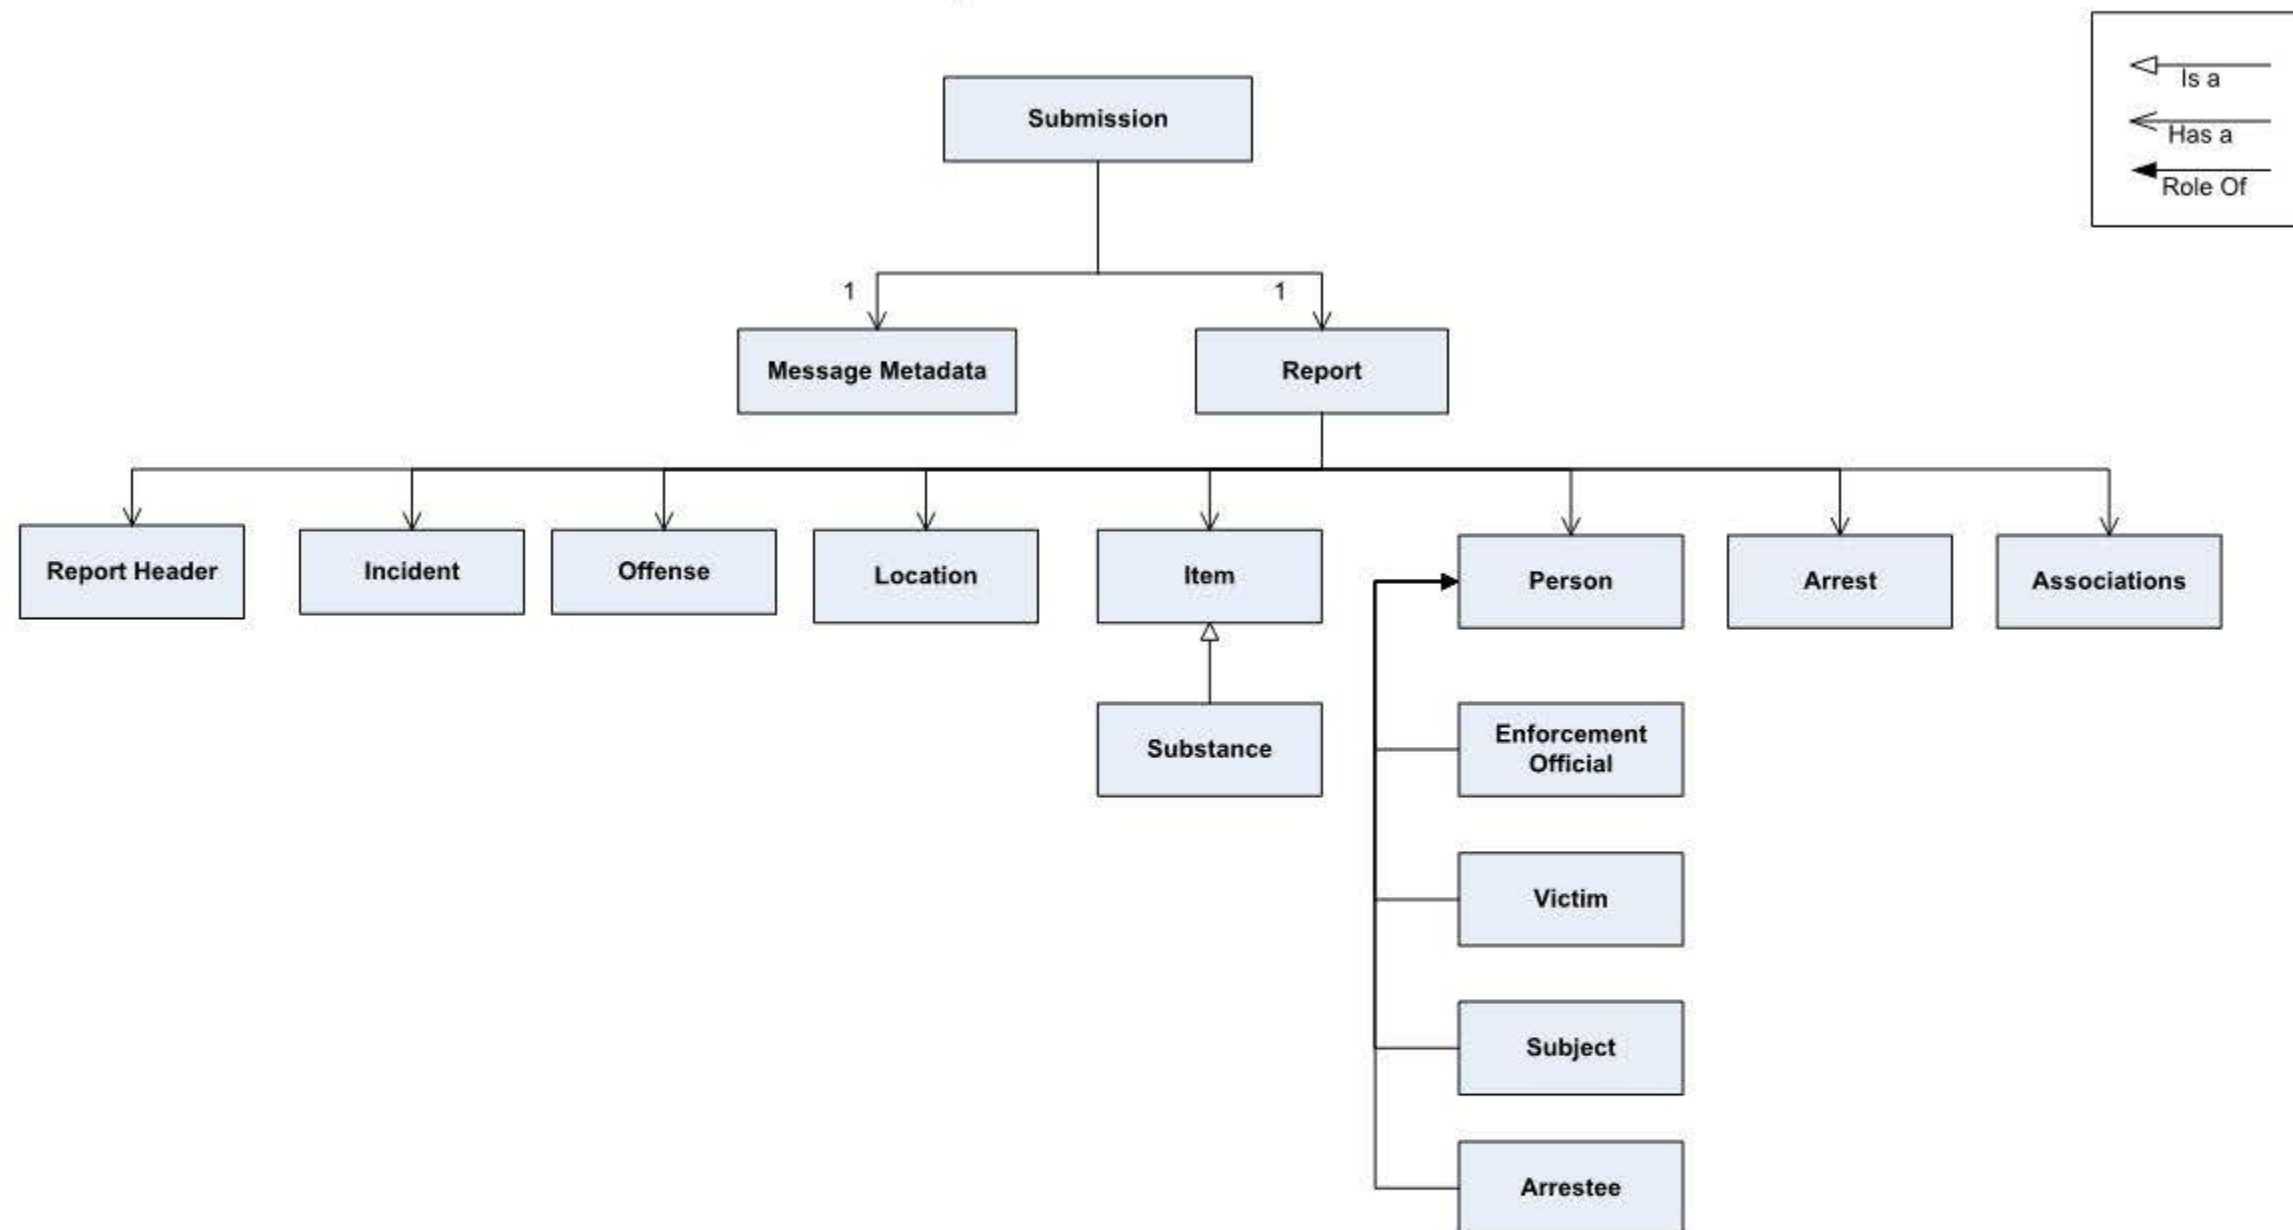 Is a
Has a
Role Of
Submission
1
1
Message Metadata
Report
Report Header
Incident
Offense
Location
Item
Person
Arrest
Associations
Substance
Enforcement
Official
Victim
Subject
Arrestee